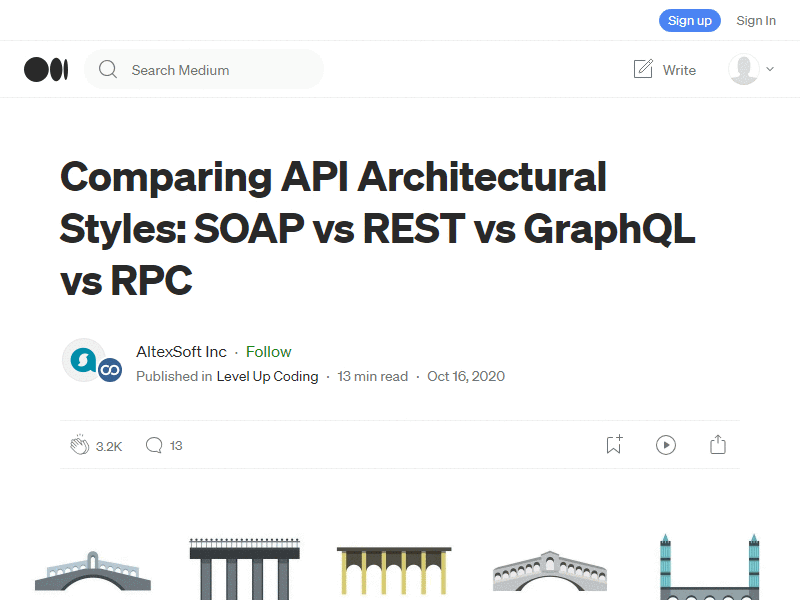 Sign up Sign In
Search Medium Write
Comparing API Architectural
Styles: SOAP vs REST vs GraphQL
vs RPC
AltexSoft Inc · Follow
Published in Level Up Coding · 13 min read · Oct 16, 2020
3.2K 13